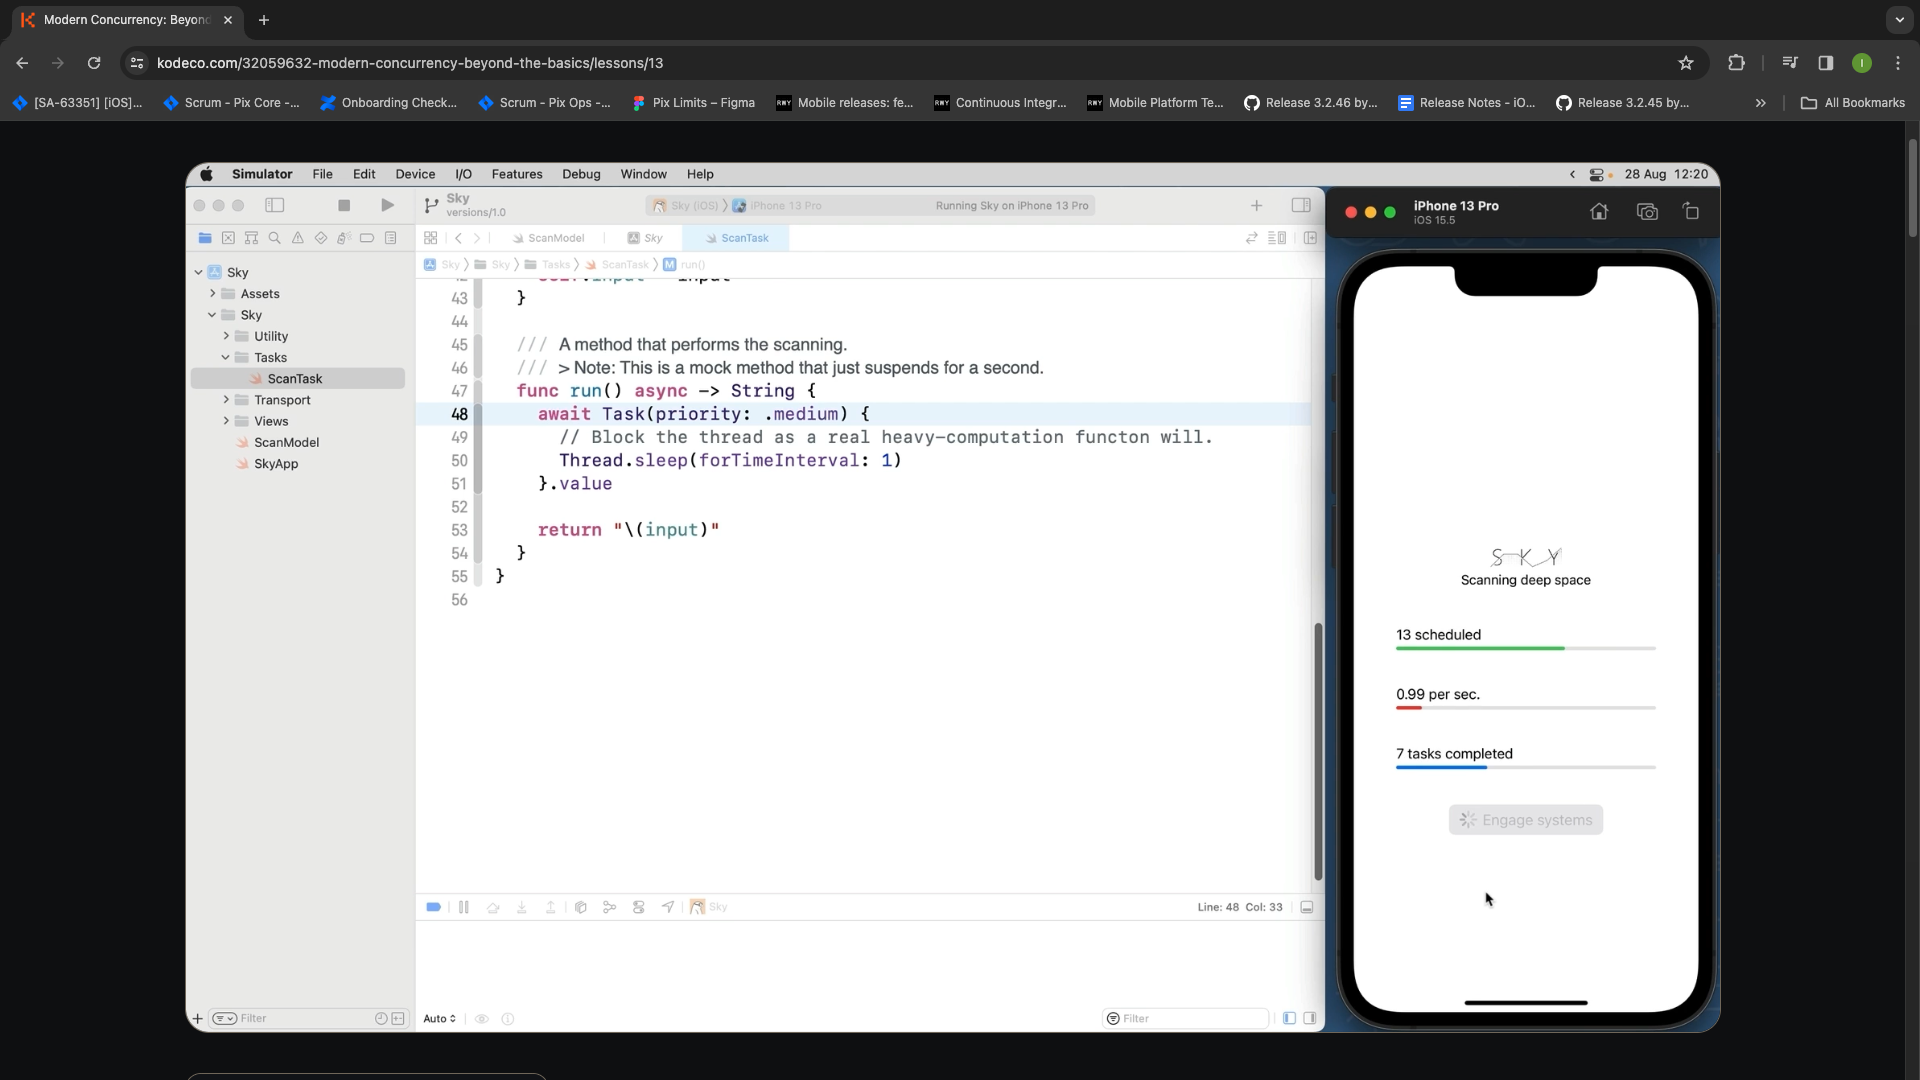 Modern Concurrency: Beyond
kodeco.com/32059632-modern-concurrency-beyond-the-basics/lessons/13
[SA-63351] [iOS]...
Scrum - Pix Core -...
Onboarding Check...
Scrum - Pix Ops -...
Pix Limits – Figma
Mobile releases: fe...
Continuous Integr...
Mobile Platform Te...
Release 3.2.46 by...
Release Notes - iO...
Release 3.2.45 by...
» All Bookmarks
Simulator File Edit Device I/O Features Debug Window Help
28 Aug 12:20
Sky
versions/1.0
Sky (iOS) 〉 iPhone 13 Pro
Running Sky on iPhone 13 Pro
iPhone 13 Pro
iOS 15.5
ScanModel
Sky
ScanTask
Sky 〉 Sky 〉 Tasks 〉 ScanTask 〉 M run()
Sky
Assets
Sky
Utility
Tasks
ScanTask
Transport
Views
ScanModel
SkyApp
43 }
44
45 /// A method that performs the scanning.
46 /// > Note: This is a mock method that just suspends for a second.
47 func run() async -> String {
48 await Task(priority: .medium) {
49 // Block the thread as a real heavy-computation functon will.
50 Thread.sleep(forTimeInterval: 1)
51 }.value
52
53 return "\(input)"
54 }
55 }
56
S K Y
Scanning deep space
13 scheduled
0.99 per sec.
7 tasks completed
Engage systems
Sky
Line: 48 Col: 33
Filter
Auto
Filter